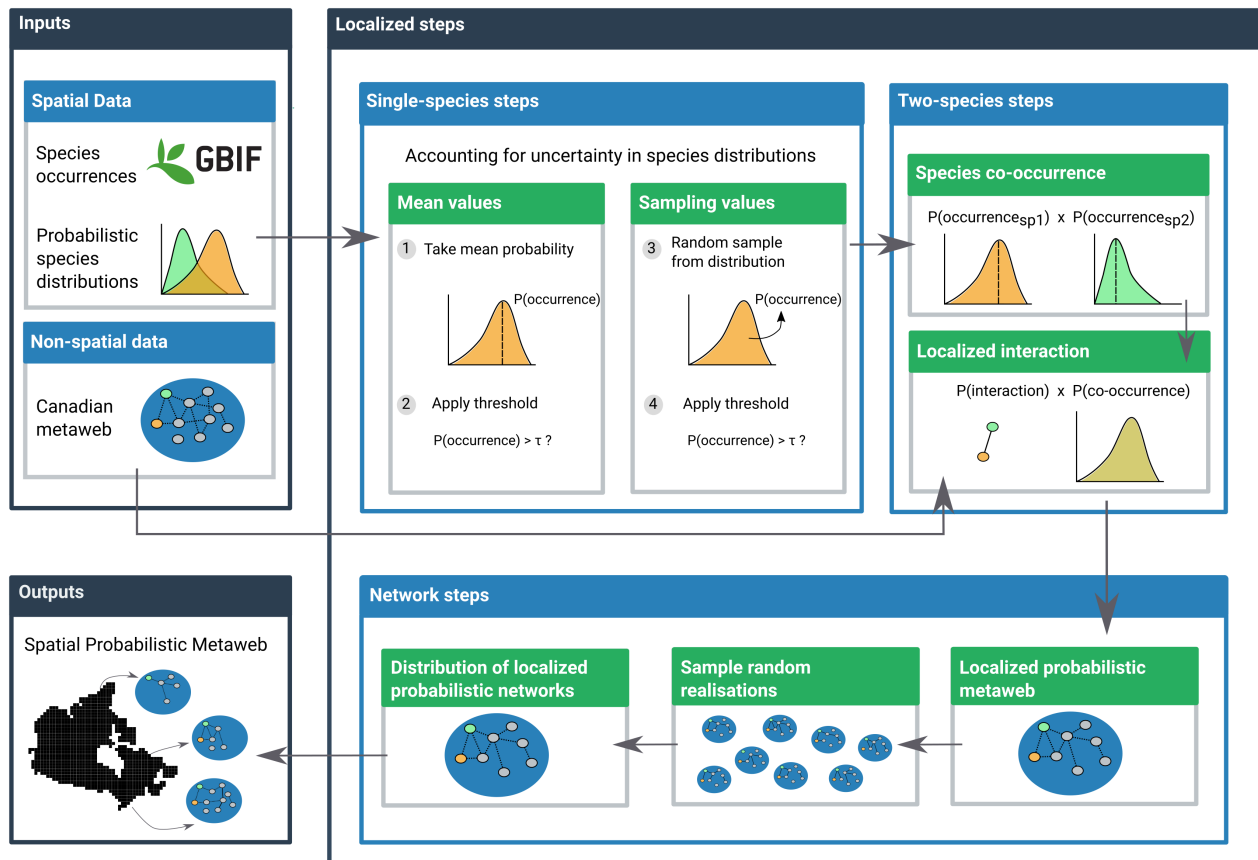 Inputs
Spatial Data
Species
occurrences
GBIF
Probabilistic
species
distributions
Non-spatial data
Canadian
metaweb
Localized steps
Single-species steps
Accounting for uncertainty in species distributions
Mean values
1 Take mean probability
P(occurrence)
2 Apply threshold
P(occurrence) > τ ?
Sampling values
3 Random sample
from distribution
P(occurrence)
4 Apply threshold
P(occurrence) > τ ?
Two-species steps
Species co-occurrence
P(occurrencesp1) x P(occurrencesp2)
Localized interaction
P(interaction) x P(co-occurrence)
Network steps
Localized probabilistic
metaweb
Sample random
realisations
Distribution of localized
probabilistic networks
Outputs
Spatial Probabilistic Metaweb